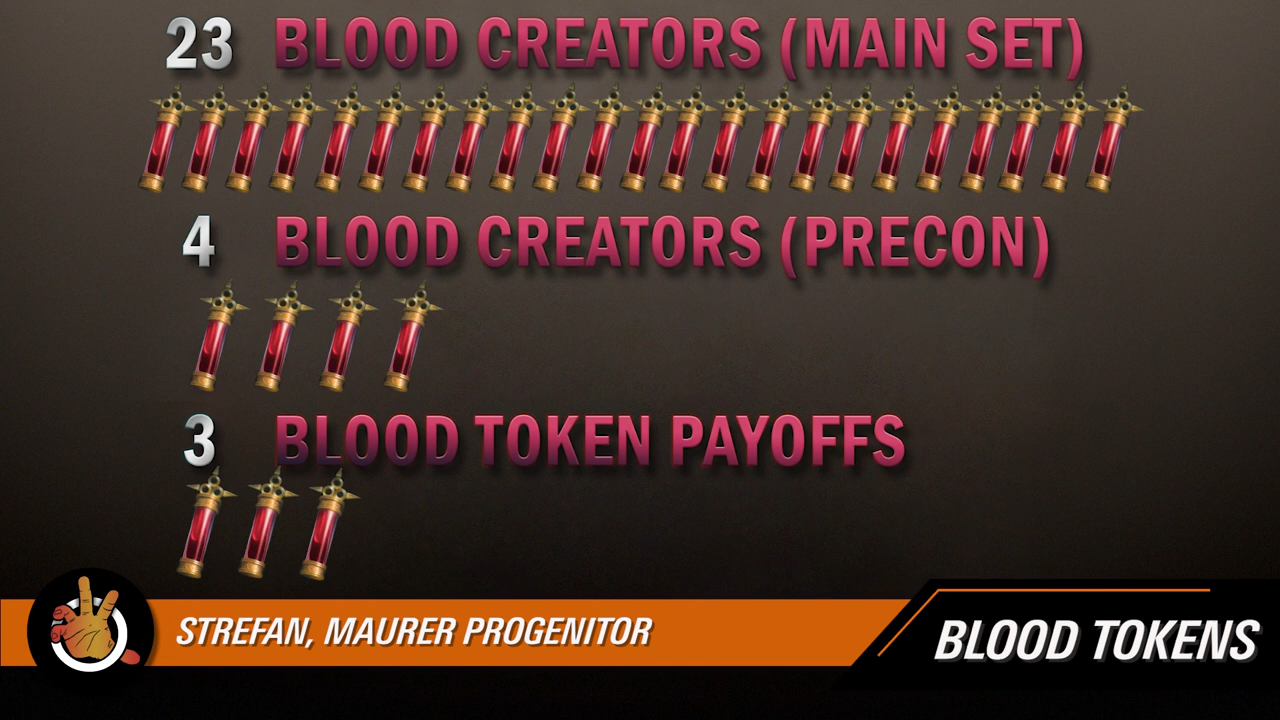 23 BLOOD CREATORS (MAIN SET)
4 BLOOD CREATORS (PRECON)
3 BLOOD TOKEN PAYOFFS
STREFAN, MAURER PROGENITOR
BLOOD TOKENS